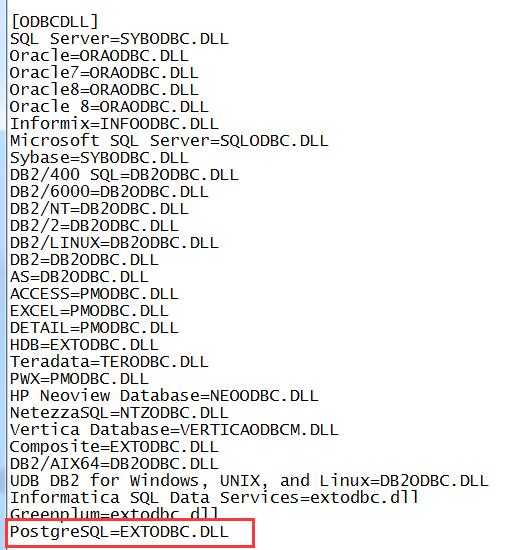 [ODBCDLL]
SQL Server=SYBODBC.DLL
Oracle=ORAODBC.DLL
Oracle7=ORAODBC.DLL
Oracle8=ORAODBC.DLL
Oracle 8=ORAODBC.DLL
Informix=INFOODBC.DLL
Microsoft SQL Server=SQLODBC.DLL
Sybase=SYBODBC.DLL
DB2/400 SQL=DB2ODBC.DLL
DB2/6000=DB2ODBC.DLL
DB2/NT=DB2ODBC.DLL
DB2/2=DB2ODBC.DLL
DB2/LINUX=DB2ODBC.DLL
DB2=DB2ODBC.DLL
AS=DB2ODBC.DLL
ACCESS=PMODBC.DLL
EXCEL=PMODBC.DLL
DETAIL=PMODBC.DLL
HDB=EXTODBC.DLL
Teradata=TERODBC.DLL
PWX=PMODBC.DLL
HP Neoview Database=NEOODBC.DLL
NetezzaSQL=NTZODBC.DLL
Vertica Database=VERTICAODBCM.DLL
Composite=EXTODBC.DLL
DB2/AIX64=DB2ODBC.DLL
UDB DB2 for Windows, UNIX, and Linux=DB2ODBC.DLL
Informatica SQL Data Services=extodbc.dll
Greenplum=extodbc.dll
PostgreSQL=EXTODBC.DLL